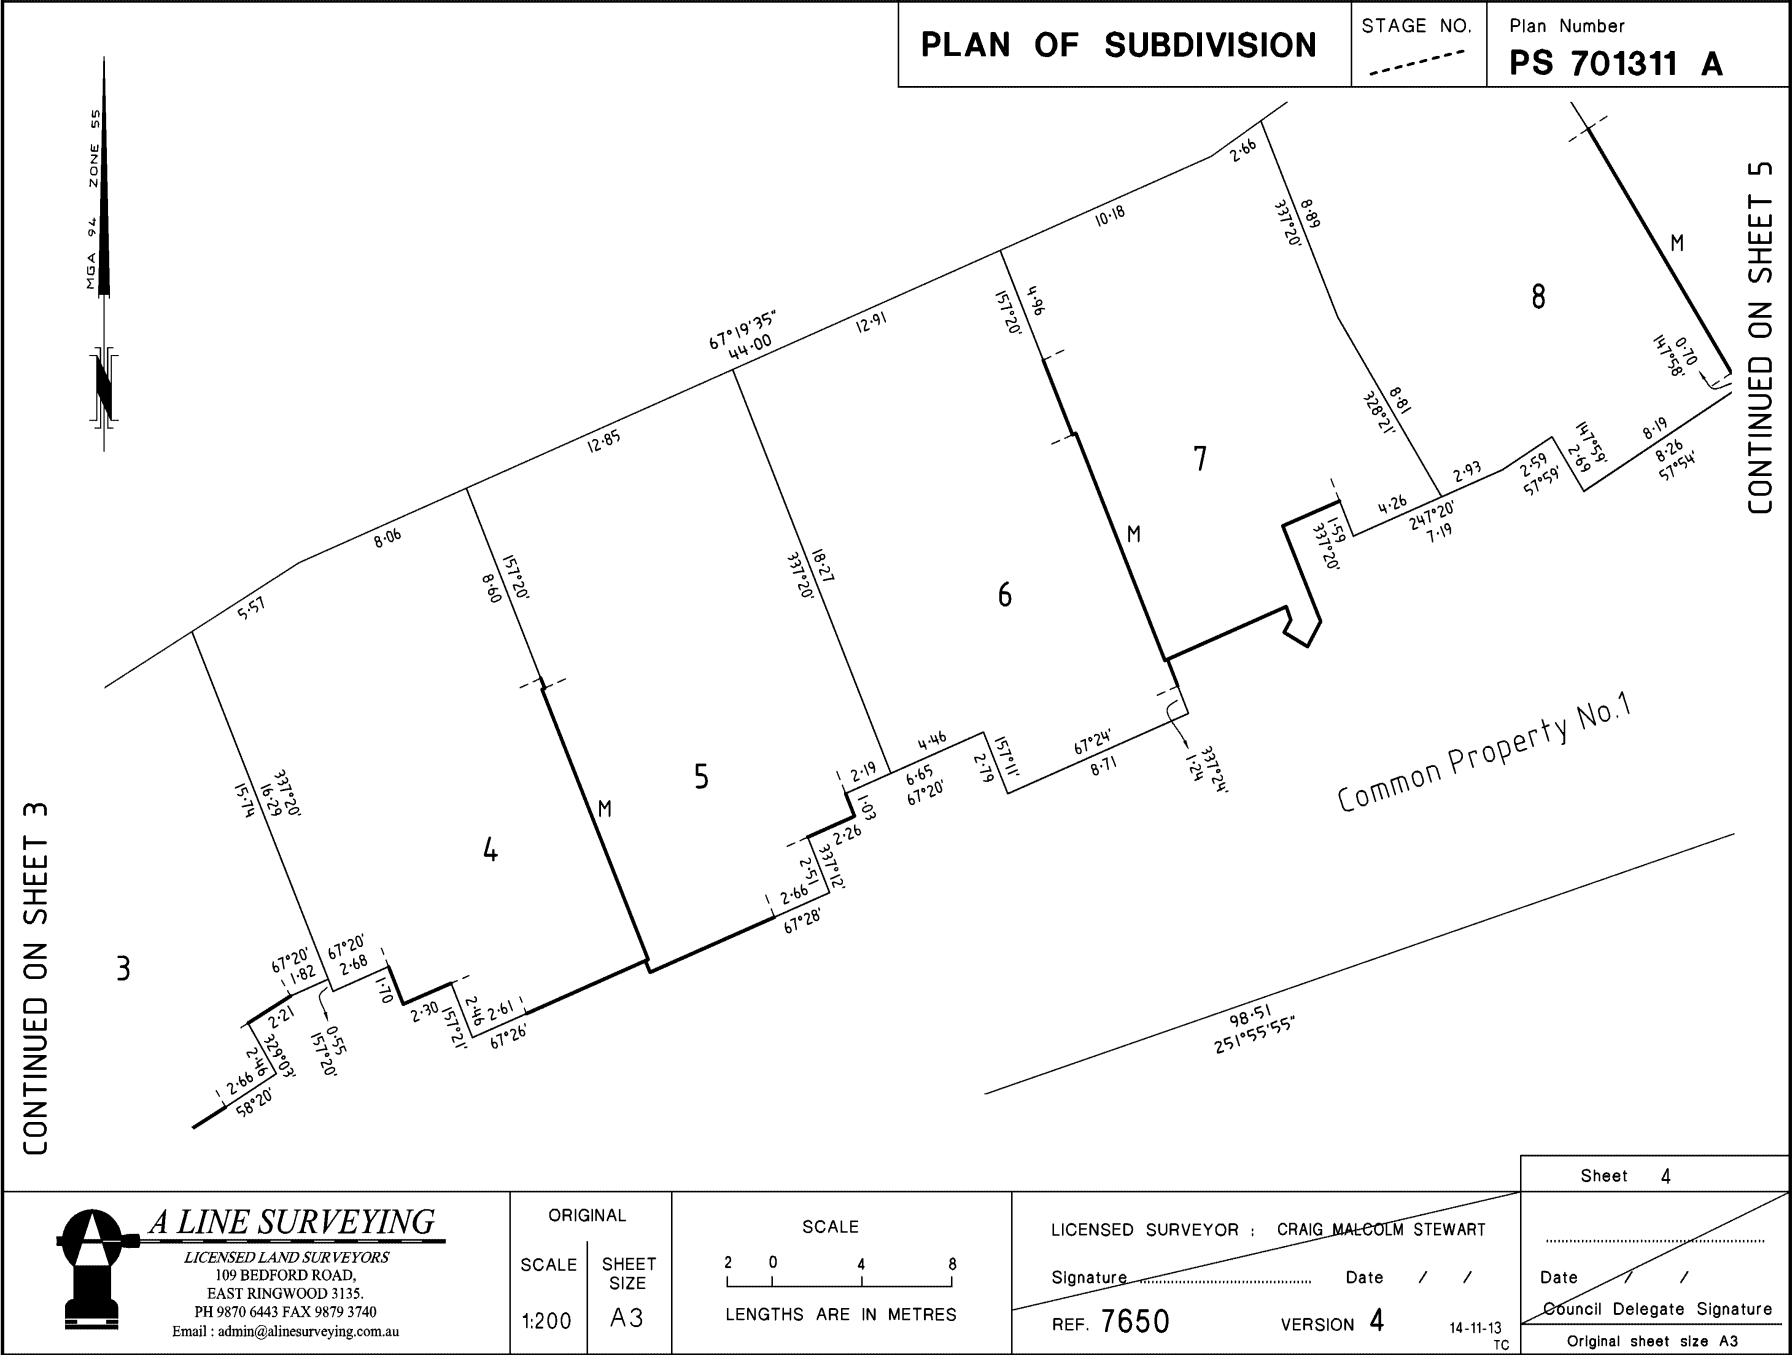 PLAN OF SUBDIVISION
STAGE NO.
Plan Number
PS 701311 A
MGA 94 ZONE 55
N
CONTINUED ON SHEET 3
CONTINUED ON SHEET 5
2·66
10·18
8·89
337°20'
M
8
4·96
157°20'
67°19'35"
44·00
12·91
0·70
147°58'
8·81
328°21'
12·85
7
8·19
8·26
57°54'
147°59'
2·69
2·59
57°59'
2·93
4·26
247°20'
7·19
1·59
337°20'
M
8·06
157°20'
8·60
18·27
337°20'
6
5·57
Common Property No.1
67°24'
8·71
337°24'
1·24
157°11'
2·79
4·46
6·65
67°20'
2·19
1·03
5
M
337°20'
16·29
15·74
4
2·26
337°12'
2·51
2·66
67°28'
3
67°20'
1·82
67°20'
2·68
1·70
2·30
2·46
157°21'
2·61
67°26'
2·21
0·55
157°20'
329°03'
2·46
2·66
58°20'
98·51
251°55'55"
Sheet 4
A LINE SURVEYING
LICENSED LAND SURVEYORS
109 BEDFORD ROAD,
EAST RINGWOOD 3135.
PH 9870 6443 FAX 9879 3740
Email : admin@alinesurveying.com.au
ORIGINAL
SCALE
1:200
SHEET
SIZE
A3
SCALE
2 0 4 8
LENGTHS ARE IN METRES
LICENSED SURVEYOR : CRAIG MALCOLM STEWART
Signature ........................................ Date / /
REF. 7650 VERSION 4 14-11-13
TC
Date / /
Council Delegate Signature
Original sheet size A3